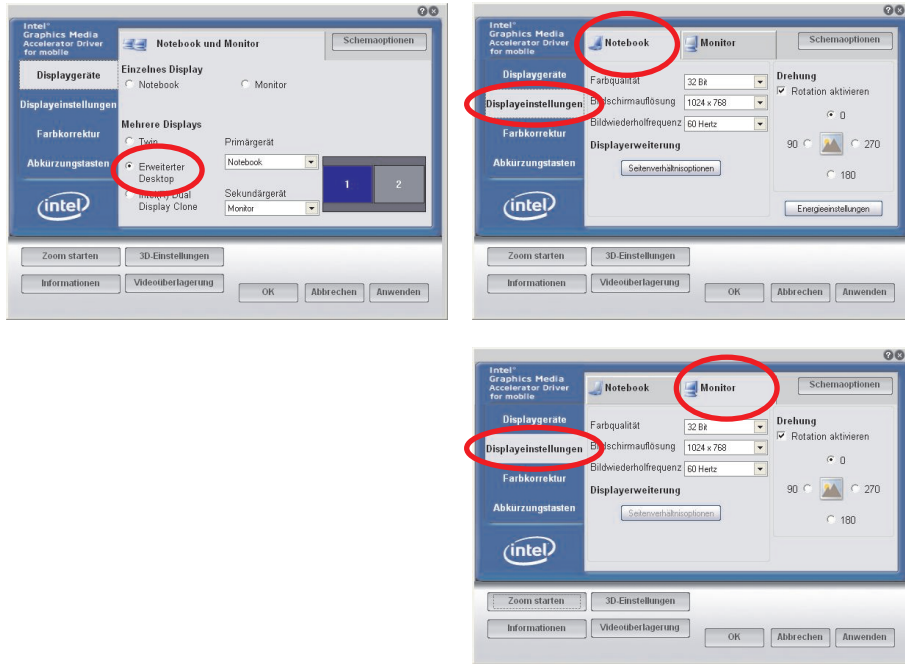 Intel®
Graphics Media
Accelerator Driver
for mobile
Notebook und Monitor
Schemaoptionen
Displaygeräte
Displayeinstellungen
Farbkorrektur
Abkürzungstasten
intel
Einzelnes Display
Notebook
Monitor
Mehrere Displays
Twin
Primärgerät
Erweiterter
Desktop
Notebook
Intel(R) Dual
Display Clone
Sekundärgerät
Monitor
1
2
Zoom starten
3D-Einstellungen
Informationen
Videoüberlagerung
OK
Abbrechen
Anwenden
Intel®
Graphics Media
Accelerator Driver
for mobile
Notebook
Monitor
Schemaoptionen
Displaygeräte
Displayeinstellungen
Farbkorrektur
Abkürzungstasten
intel
Farbqualität
32 Bit
Bildschirmauflösung
1024 x 768
Bildwiederholfrequenz
60 Hertz
Displayerweiterung
Seitenverhältnisoptionen
Drehung
Rotation aktivieren
0
90
270
180
Energieeinstellungen
Zoom starten
3D-Einstellungen
Informationen
Videoüberlagerung
OK
Abbrechen
Anwenden
Intel®
Graphics Media
Accelerator Driver
for mobile
Notebook
Monitor
Schemaoptionen
Displaygeräte
Displayeinstellungen
Farbkorrektur
Abkürzungstasten
intel
Farbqualität
32 Bit
Bildschirmauflösung
1024 x 768
Bildwiederholfrequenz
60 Hertz
Displayerweiterung
Seitenverhältnisoptionen
Drehung
Rotation aktivieren
0
90
270
180
Zoom starten
3D-Einstellungen
Informationen
Videoüberlagerung
OK
Abbrechen
Anwenden